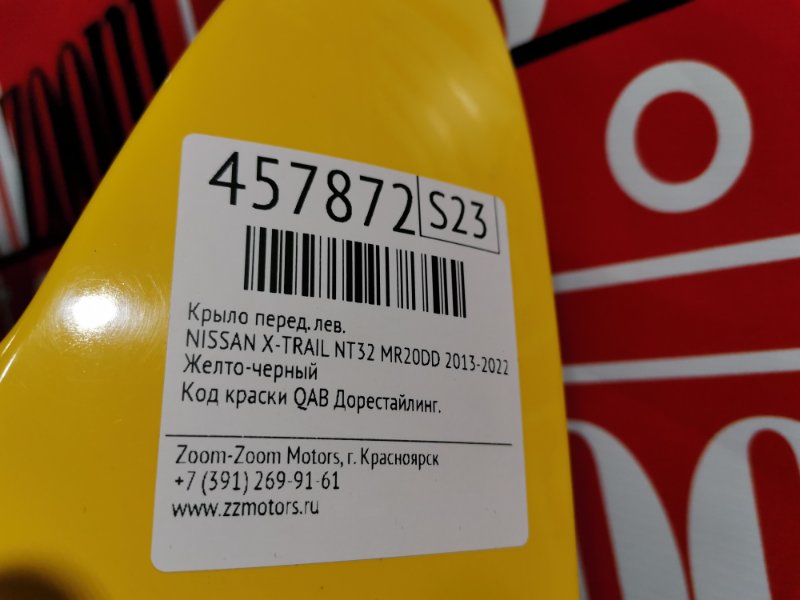 zoom
457872 S23
Крыло перед. лев.
NISSAN X-TRAIL NT32 MR20DD 2013-2022
Желто-черный
Код краски QAB Дорестайлинг.
Zoom-Zoom Motors, г. Красноярск
+7 (391) 269-91-61
www.zzmotors.ru